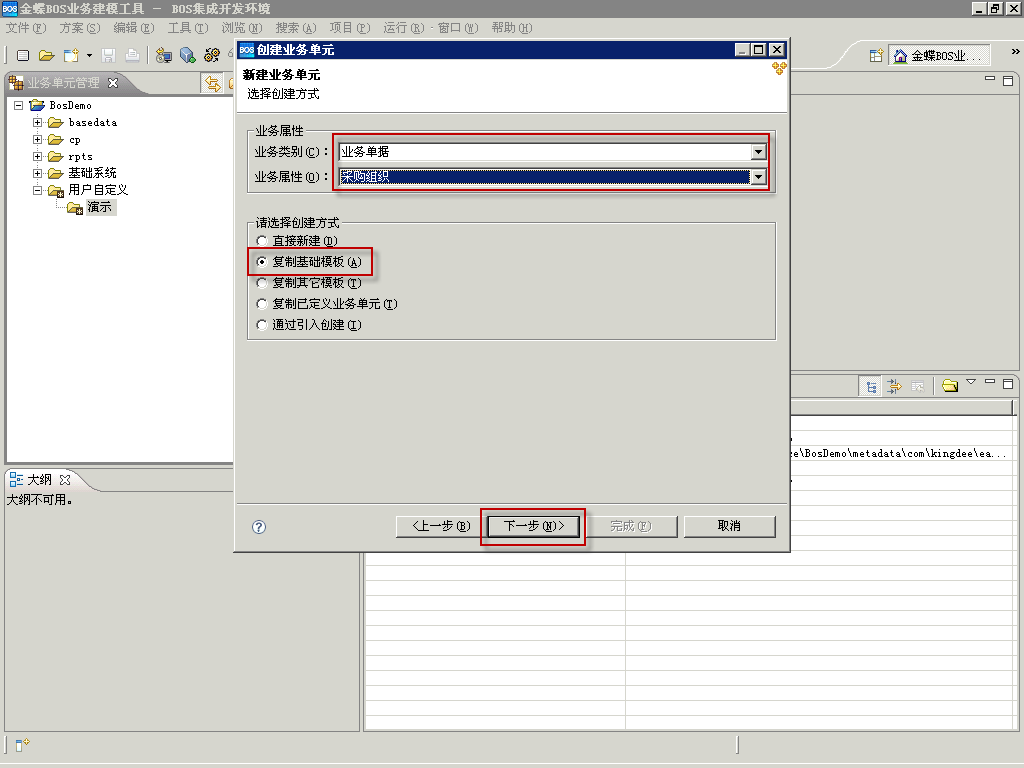 BOS 金蝶BOS业务建模工具 — BOS集成开发环境
文件(F) 方案(S) 编辑(E) 工具(T) 浏览(N) 搜索(A) 项目(P) 运行(R) 窗口(W) 帮助(H)
金蝶BOS业...
»
业务单元管理
BosDemo
basedata
cp
rpts
基础系统
用户自定义
演示
大纲
大纲不可用。
BOS 创建业务单元
新建业务单元
选择创建方式
业务属性
业务类别(C)： 业务单据
业务属性(O)： 采购组织
请选择创建方式
直接新建(D)
复制基础模板(A)
复制其它模板(T)
复制已定义业务单元(T)
通过引入创建(I)
?
<上一步(B) 下一步(N)> 完成(F) 取消
ce\BosDemo\metadata\com\kingdee\ea...